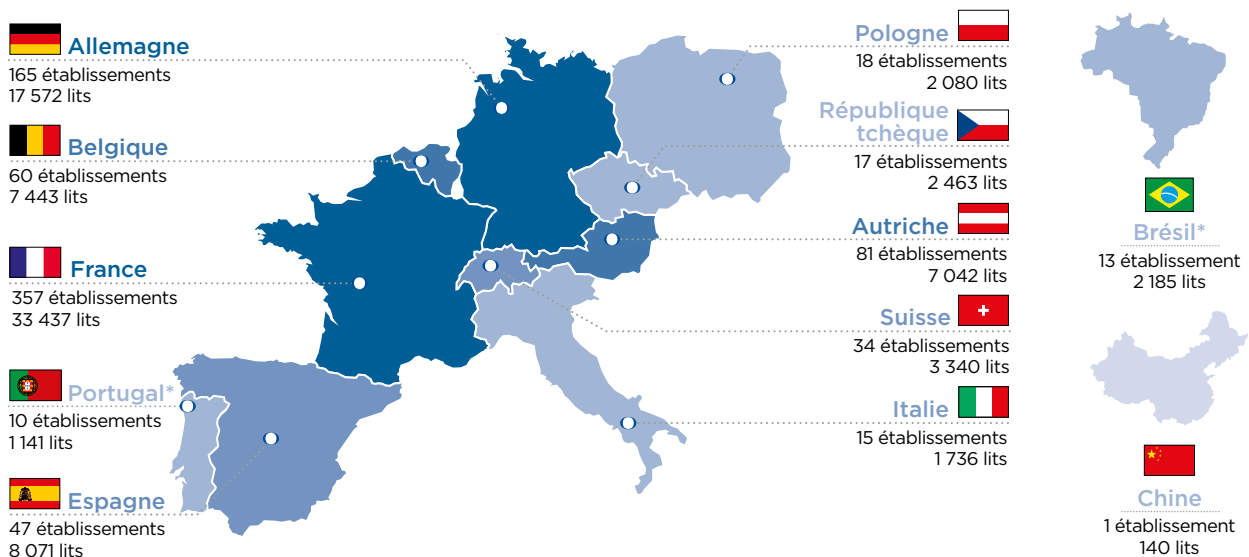 Allemagne
165 établissements
17 572 lits
Belgique
60 établissements
7 443 lits
France
357 établissements
33 437 lits
Portugal*
10 établissements
1 141 lits
Espagne
47 établissements
8 071 lits
Pologne
18 établissements
2 080 lits
République
tchèque
17 établissements
2 463 lits
Autriche
81 établissements
7 042 lits
Suisse
34 établissements
3 340 lits
Italie
15 établissements
1 736 lits
Brésil*
13 établissement
2 185 lits
Chine
1 établissement
140 lits